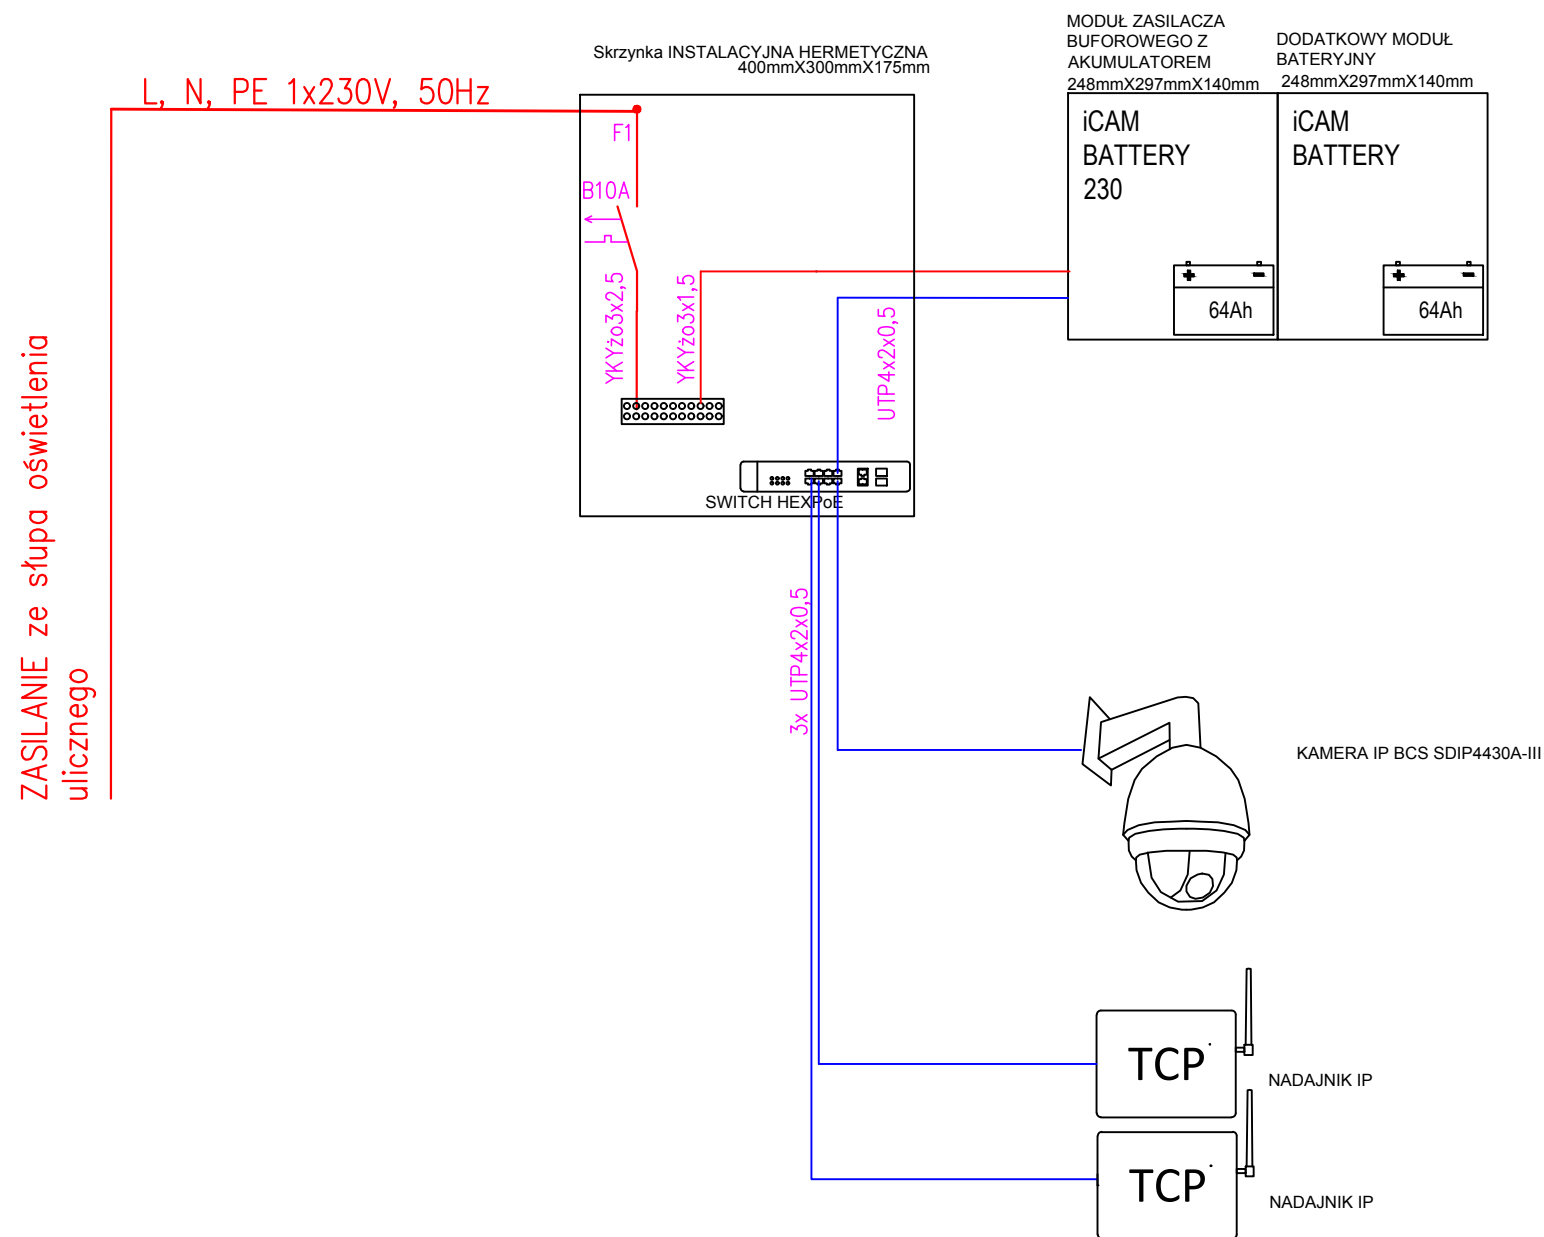 MODUŁ ZASILACZA
BUFOROWEGO Z
AKUMULATOREM
248mmX297mmX140mm
DODATKOWY MODUŁ
BATERYJNY
248mmX297mmX140mm
Skrzynka INSTALACYJNA HERMETYCZNA
400mmX300mmX175mm
L, N, PE 1x230V, 50Hz
F1
B10A
iCAM
BATTERY
230
iCAM
BATTERY
64Ah
64Ah
YKYżo3x2,5
YKYżo3x1,5
UTP4x2x0,5
ZASILANIE ze słupa oświetlenia
ulicznego
SWITCH HEXPoE
3x UTP4x2x0,5
KAMERA IP BCS SDIP4430A-III
TCP
NADAJNIK IP
TCP
NADAJNIK IP